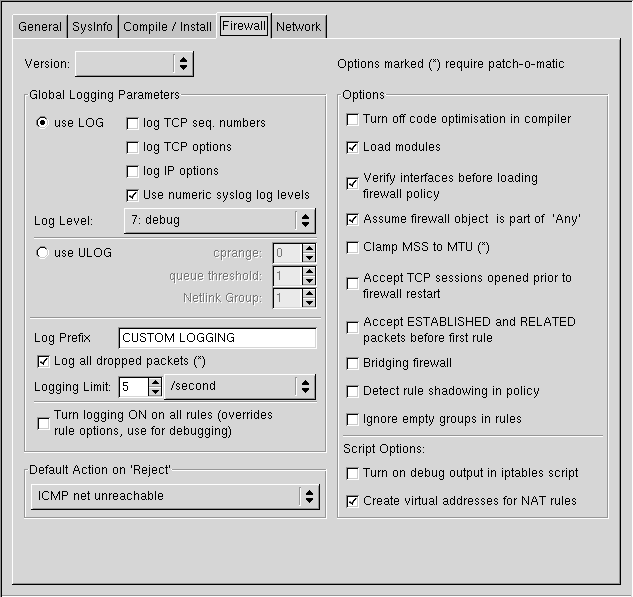 General SysInfo Compile / Install Firewall Network
Version:
Options marked (*) require patch-o-matic
Global Logging Parameters
use LOG
log TCP seq. numbers
log TCP options
log IP options
Use numeric syslog log levels
Log Level: 7: debug
use ULOG
cprange: 0
queue threshold: 1
Netlink Group: 1
Log Prefix CUSTOM LOGGING
Log all dropped packets (*)
Logging Limit: 5 /second
Turn logging ON on all rules (overrides
rule options, use for debugging)
Default Action on 'Reject'
ICMP net unreachable
Options
Turn off code optimisation in compiler
Load modules
Verify interfaces before loading
firewall policy
Assume firewall object is part of 'Any'
Clamp MSS to MTU (*)
Accept TCP sessions opened prior to
firewall restart
Accept ESTABLISHED and RELATED
packets before first rule
Bridging firewall
Detect rule shadowing in policy
Ignore empty groups in rules
Script Options:
Turn on debug output in iptables script
Create virtual addresses for NAT rules